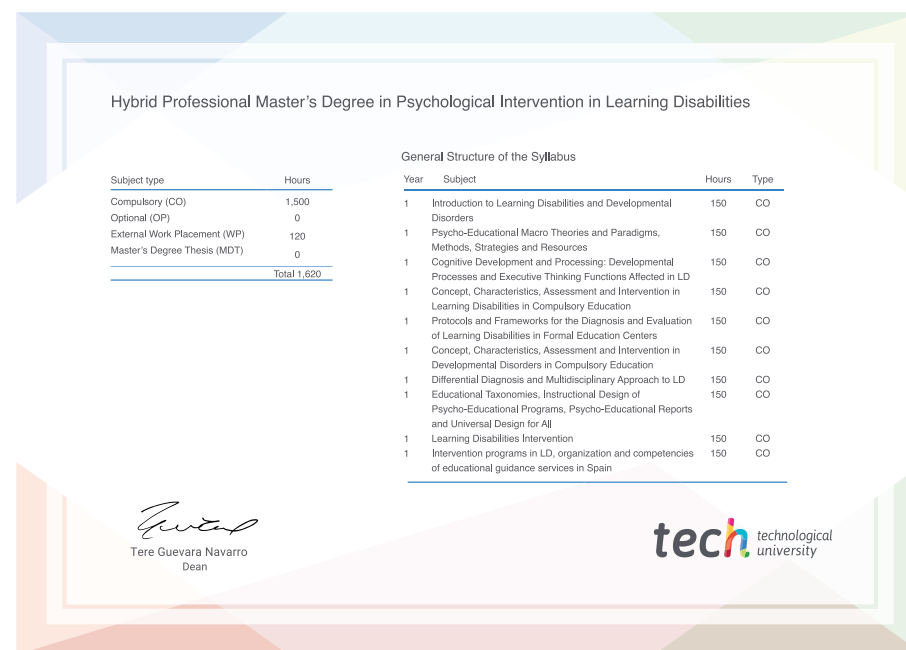 Hybrid Professional Master's Degree in Psychological Intervention in Learning Disabilities
Subject type Hours
Compulsory (CO) 1,500
Optional (OP) 0
External Work Placement (WP) 120
Master's Degree Thesis (MDT) 0
Total 1,620
General Structure of the Syllabus
Year Subject Hours Type
1 Introduction to Learning Disabilities and Developmental 150 CO
Disorders
1 Psycho-Educational Macro Theories and Paradigms, 150 CO
Methods, Strategies and Resources
1 Cognitive Development and Processing: Developmental 150 CO
Processes and Executive Thinking Functions Affected in LD
1 Concept, Characteristics, Assessment and Intervention in 150 CO
Learning Disabilities in Compulsory Education
1 Protocols and Frameworks for the Diagnosis and Evaluation 150 CO
of Learning Disabilities in Formal Education Centers
1 Concept, Characteristics, Assessment and Intervention in 150 CO
Developmental Disorders in Compulsory Education
1 Differential Diagnosis and Multidisciplinary Approach to LD 150 CO
1 Educational Taxonomies, Instructional Design of 150 CO
Psycho-Educational Programs, Psycho-Educational Reports
and Universal Design for All
1 Learning Disabilities Intervention 150 CO
1 Intervention programs in LD, organization and competencies 150 CO
of educational guidance services in Spain
Tere Guevara Navarro
Dean
tech technological
university